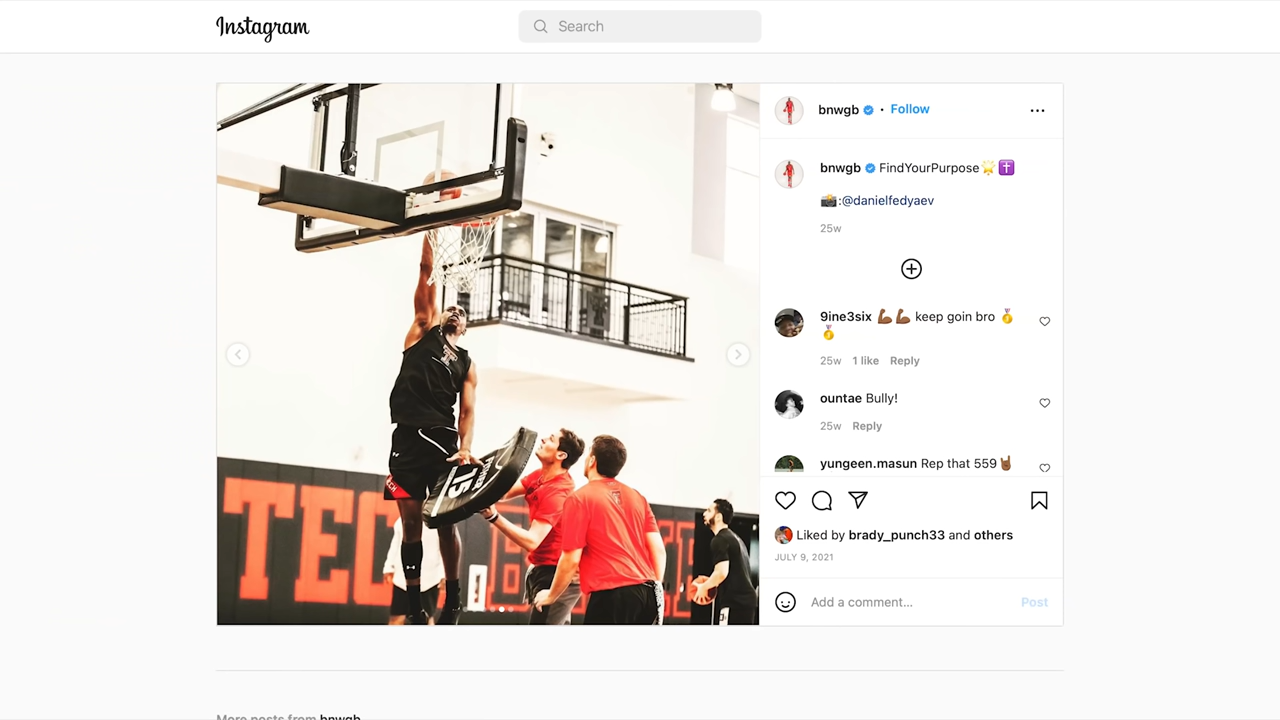 Instagram
Search
TEC
15
bnwgb • Follow
bnwgb FindYourPurpose🌟✝️
📸:@danielfedyaev
25w
9ine3six 💪🏾💪🏾 keep goin bro 🥇
🥇
25w 1 like Reply
ountae Bully!
25w Reply
yungeen.masun Rep that 559🤘🏾
Liked by brady_punch33 and others
JULY 9, 2021
Add a comment...
Post
More posts from bnwgb